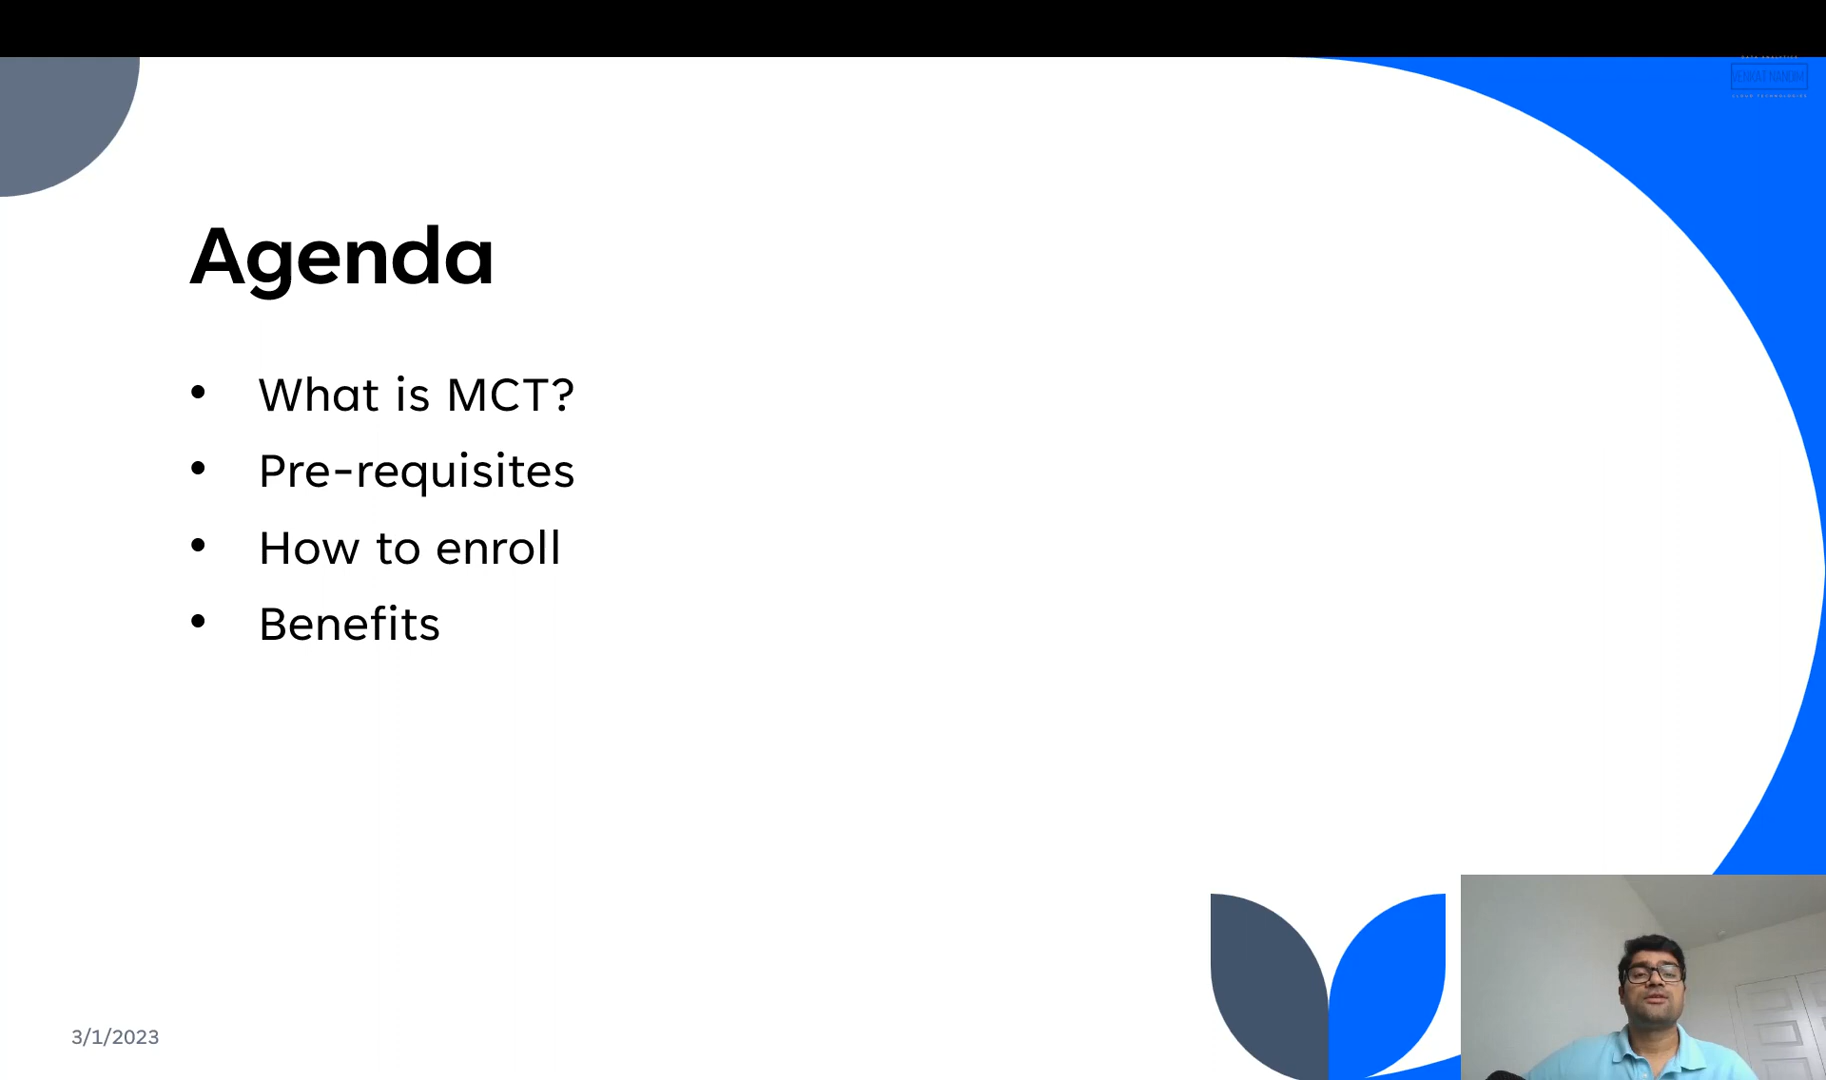 Agenda
• What is MCT?
• Pre-requisites
• How to enroll
• Benefits
3/1/2023